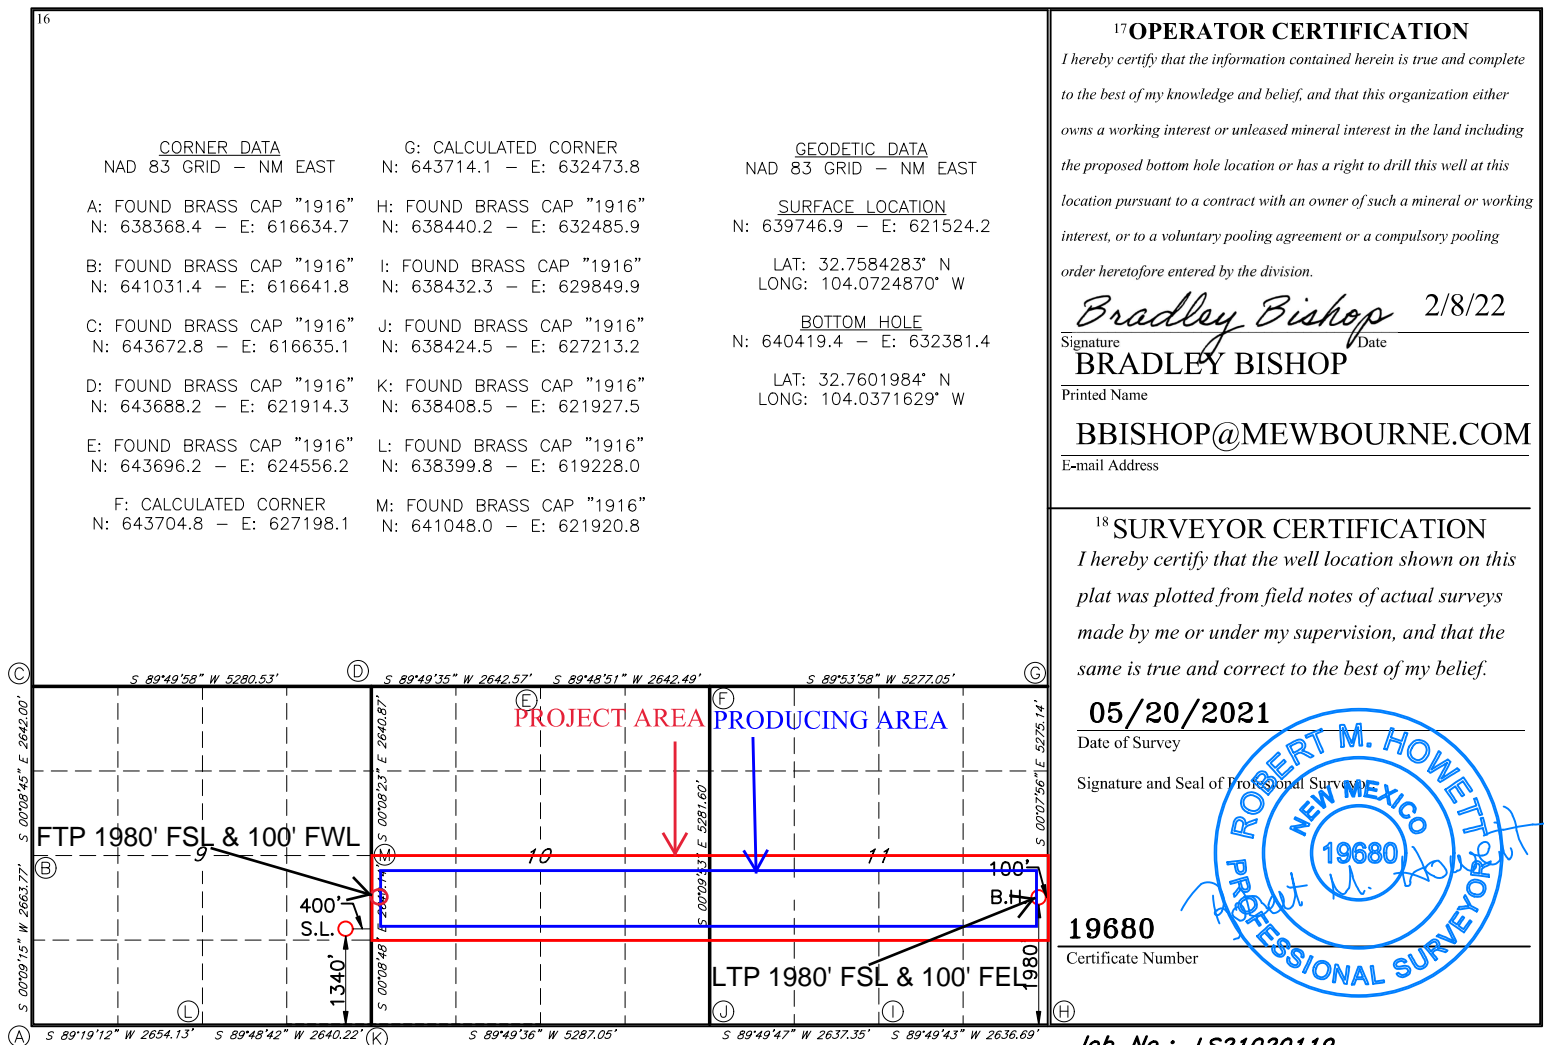 16
CORNER DATA
NAD 83 GRID – NM EAST
A: FOUND BRASS CAP "1916"
N: 638368.4 – E: 616634.7
B: FOUND BRASS CAP "1916"
N: 641031.4 – E: 616641.8
C: FOUND BRASS CAP "1916"
N: 643672.8 – E: 616635.1
D: FOUND BRASS CAP "1916"
N: 643688.2 – E: 621914.3
E: FOUND BRASS CAP "1916"
N: 643696.2 – E: 624556.2
F: CALCULATED CORNER
N: 643704.8 – E: 627198.1
G: CALCULATED CORNER
N: 643714.1 – E: 632473.8
H: FOUND BRASS CAP "1916"
N: 638440.2 – E: 632485.9
I: FOUND BRASS CAP "1916"
N: 638432.3 – E: 629849.9
J: FOUND BRASS CAP "1916"
N: 638424.5 – E: 627213.2
K: FOUND BRASS CAP "1916"
N: 638408.5 – E: 621927.5
L: FOUND BRASS CAP "1916"
N: 638399.8 – E: 619228.0
M: FOUND BRASS CAP "1916"
N: 641048.0 – E: 621920.8
GEODETIC DATA
NAD 83 GRID – NM EAST
SURFACE LOCATION
N: 639746.9 – E: 621524.2
LAT: 32.7584283° N
LONG: 104.0724870° W
BOTTOM HOLE
N: 640419.4 – E: 632381.4
LAT: 32.7601984° N
LONG: 104.0371629° W
17 OPERATOR CERTIFICATION
I hereby certify that the information contained herein is true and complete
to the best of my knowledge and belief, and that this organization either
owns a working interest or unleased mineral interest in the land including
the proposed bottom hole location or has a right to drill this well at this
location pursuant to a contract with an owner of such a mineral or working
interest, or to a voluntary pooling agreement or a compulsory pooling
order heretofore entered by the division.
Bradley Bishop 2/8/22
Signature Date
BRADLEY BISHOP
Printed Name
BBISHOP@MEWBOURNE.COM
E-mail Address
18 SURVEYOR CERTIFICATION
I hereby certify that the well location shown on this
plat was plotted from field notes of actual surveys
made by me or under my supervision, and that the
same is true and correct to the best of my belief.
05/20/2021
Date of Survey
Signature and Seal of Professional Surveyor
ROBERT M. HOWETT
NEW MEXICO
19680
PROFESSIONAL SURVEYOR
Robert M. Howett
19680
Certificate Number
C
S 89°49'58" W 5280.53'
D
S 89°49'35" W 2642.57'
S 89°48'51" W 2642.49'
S 89°53'58" W 5277.05'
G
E
F
PROJECT AREA
PRODUCING AREA
S 00°08'45" E 2642.00'
S 00°08'23" E 2640.87'
S 00°09'53" E 5281.60'
S 00°07'56" E 5275.14'
FTP 1980' FSL & 100' FWL
9
10
11
M
B
100'
B.H.
400'
S.L.
S 00°09'15" W 2663.77'
S 00°08'48" E
1340'
1980
LTP 1980' FSL & 100' FEL
L
J
I
H
A
S 89°19'12" W 2654.13'
S 89°48'42" W 2640.22'
K
S 89°49'36" W 5287.05'
S 89°49'47" W 2637.35'
S 89°49'43" W 2636.69'
Job No.: LS21020110